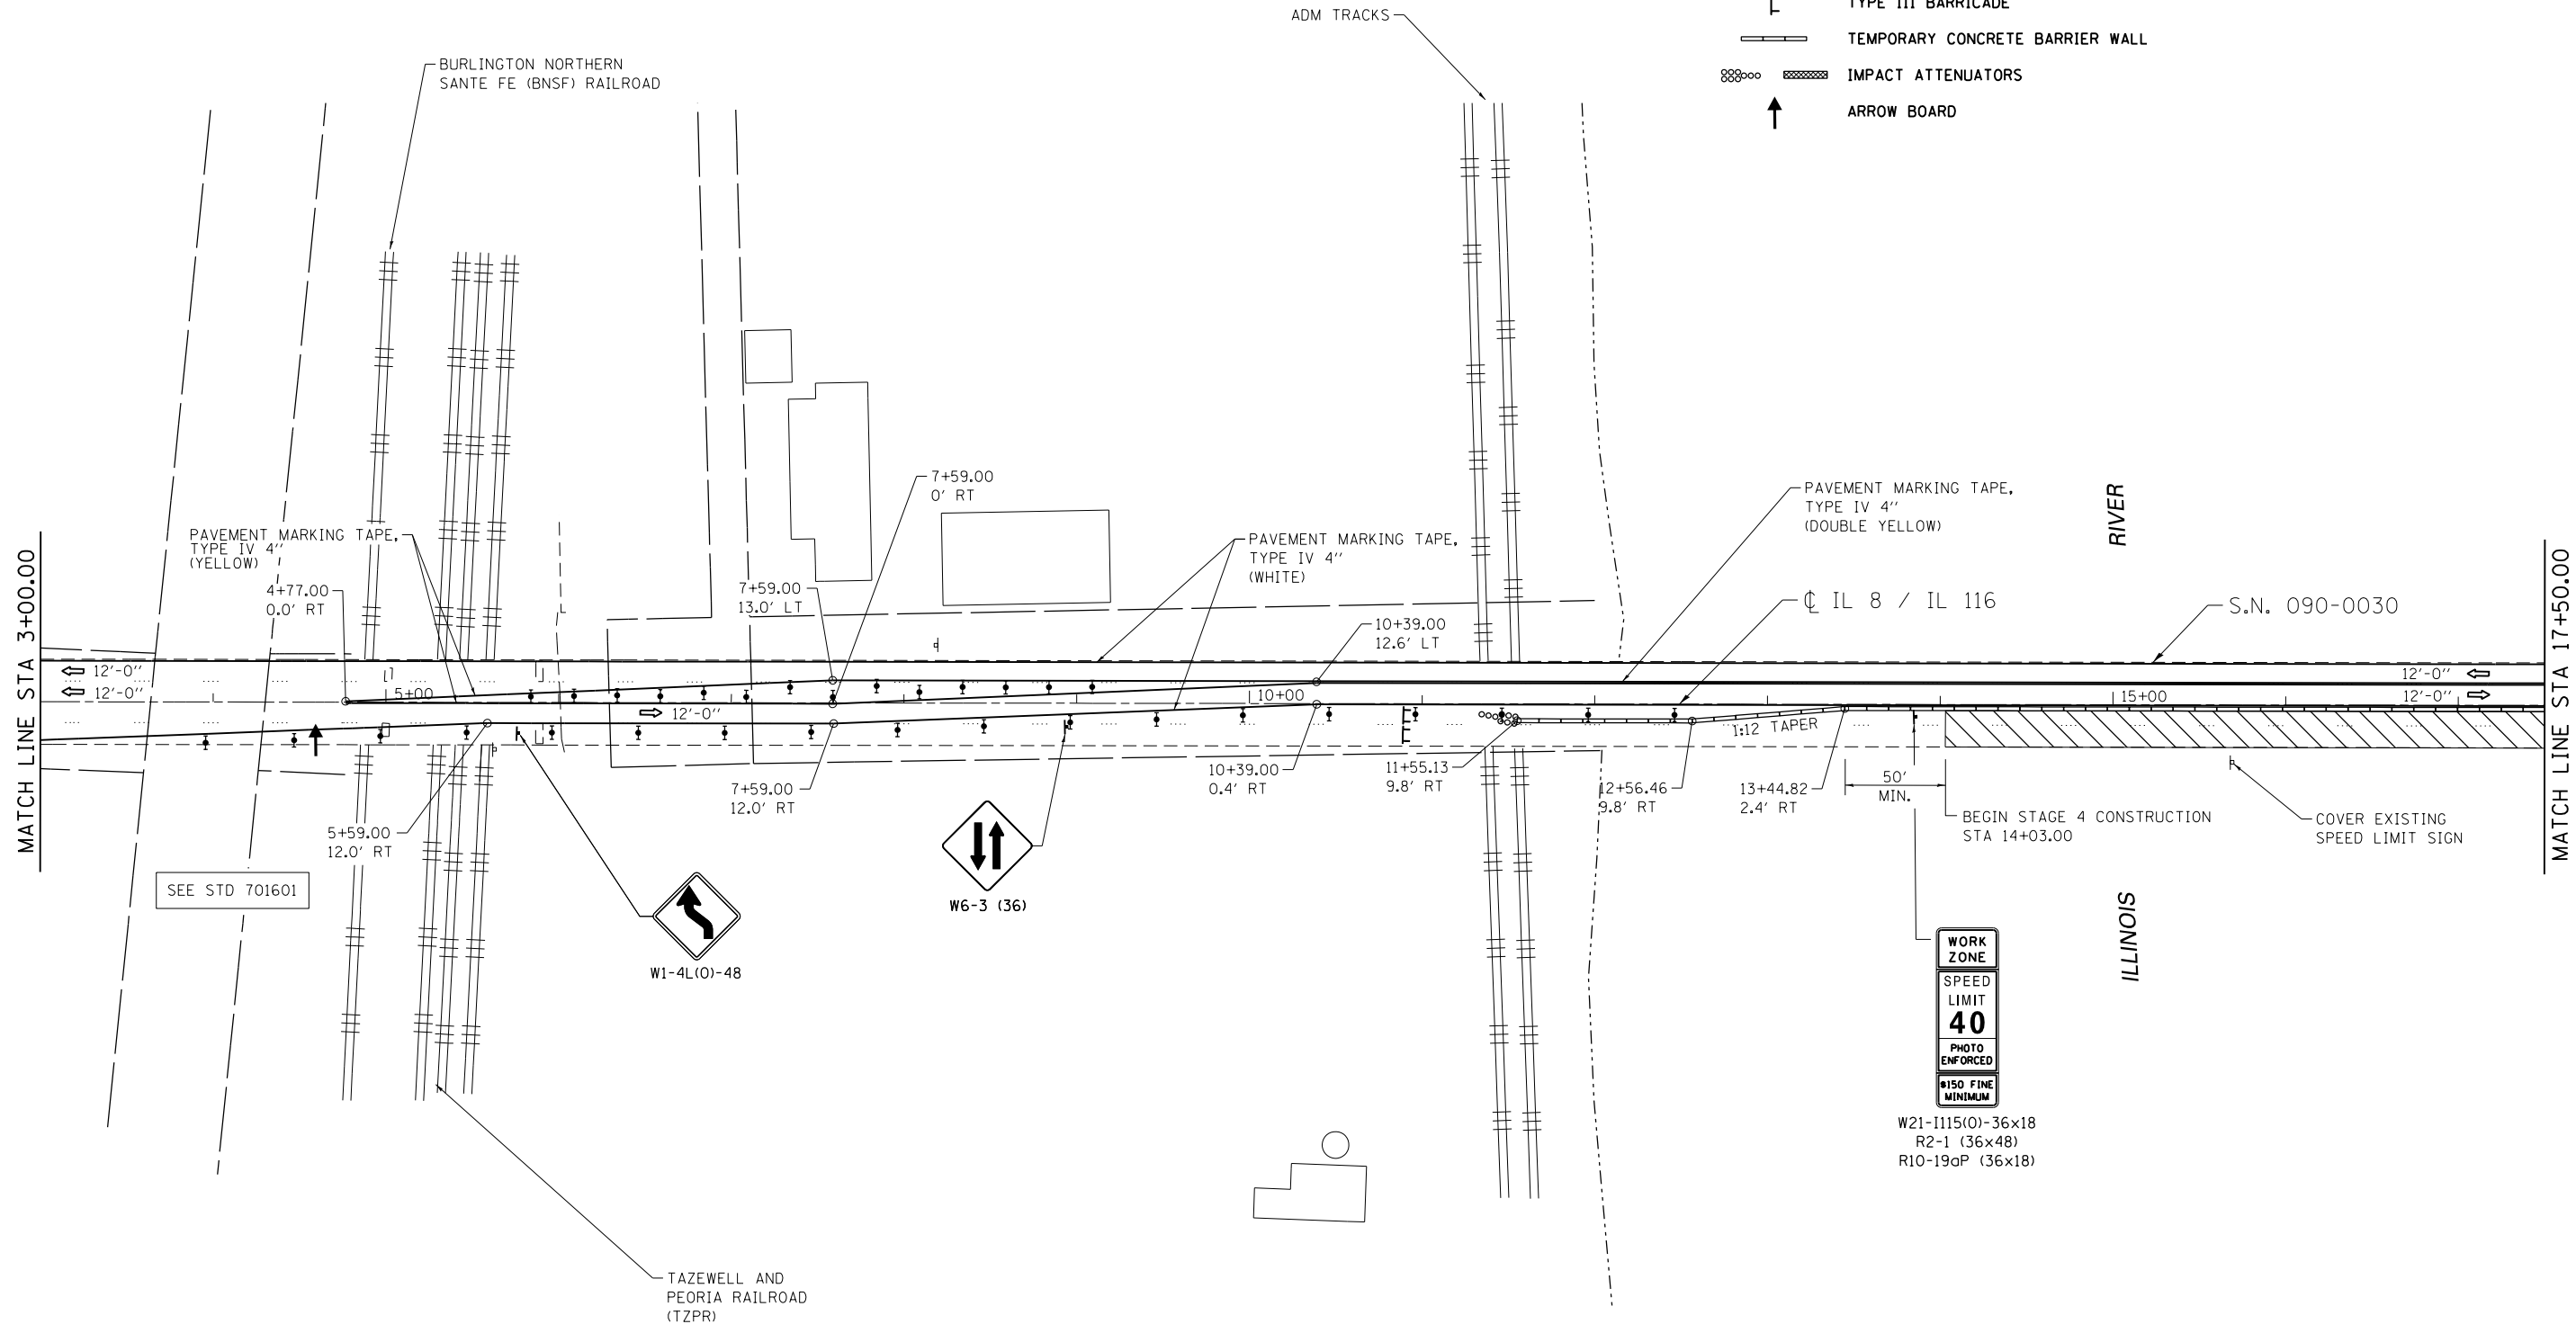 ADM TRACKS
TYPE III BARRICADE
TEMPORARY CONCRETE BARRIER WALL
IMPACT ATTENUATORS
ARROW BOARD
BURLINGTON NORTHERN
SANTE FE (BNSF) RAILROAD
7+59.00
0' RT
PAVEMENT MARKING TAPE,
TYPE IV 4''
(DOUBLE YELLOW)
RIVER
PAVEMENT MARKING TAPE,
TYPE IV 4''
(YELLOW)
PAVEMENT MARKING TAPE,
TYPE IV 4''
(WHITE)
4+77.00
0.0' RT
7+59.00
13.0' LT
℄ IL 8 / IL 116
S.N. 090-0030
10+39.00
12.6' LT
MATCH LINE STA 3+00.00
MATCH LINE STA 17+50.00
12'-0''
12'-0''
5+00
12'-0''
10+00
15+00
12'-0''
12'-0''
1:12 TAPER
5+59.00
12.0' RT
7+59.00
12.0' RT
10+39.00
0.4' RT
11+55.13
9.8' RT
12+56.46
9.8' RT
13+44.82
2.4' RT
50'
MIN.
BEGIN STAGE 4 CONSTRUCTION
STA 14+03.00
COVER EXISTING
SPEED LIMIT SIGN
SEE STD 701601
W1-4L(O)-48
W6-3 (36)
ILLINOIS
WORK
ZONE
SPEED
LIMIT
40
PHOTO
ENFORCED
$150 FINE
MINIMUM
W21-I115(O)-36x18
R2-1 (36x48)
R10-19aP (36x18)
TAZEWELL AND
PEORIA RAILROAD
(TZPR)